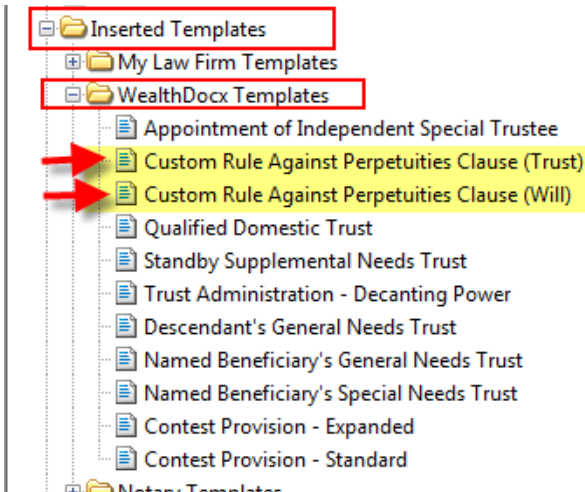 Inserted Templates
My Law Firm Templates
WealthDocx Templates
Appointment of Independent Special Trustee
Custom Rule Against Perpetuities Clause (Trust)
Custom Rule Against Perpetuities Clause (Will)
Qualified Domestic Trust
Standby Supplemental Needs Trust
Trust Administration - Decanting Power
Descendant's General Needs Trust
Named Beneficiary's General Needs Trust
Named Beneficiary's Special Needs Trust
Contest Provision - Expanded
Contest Provision - Standard
Notary Templates